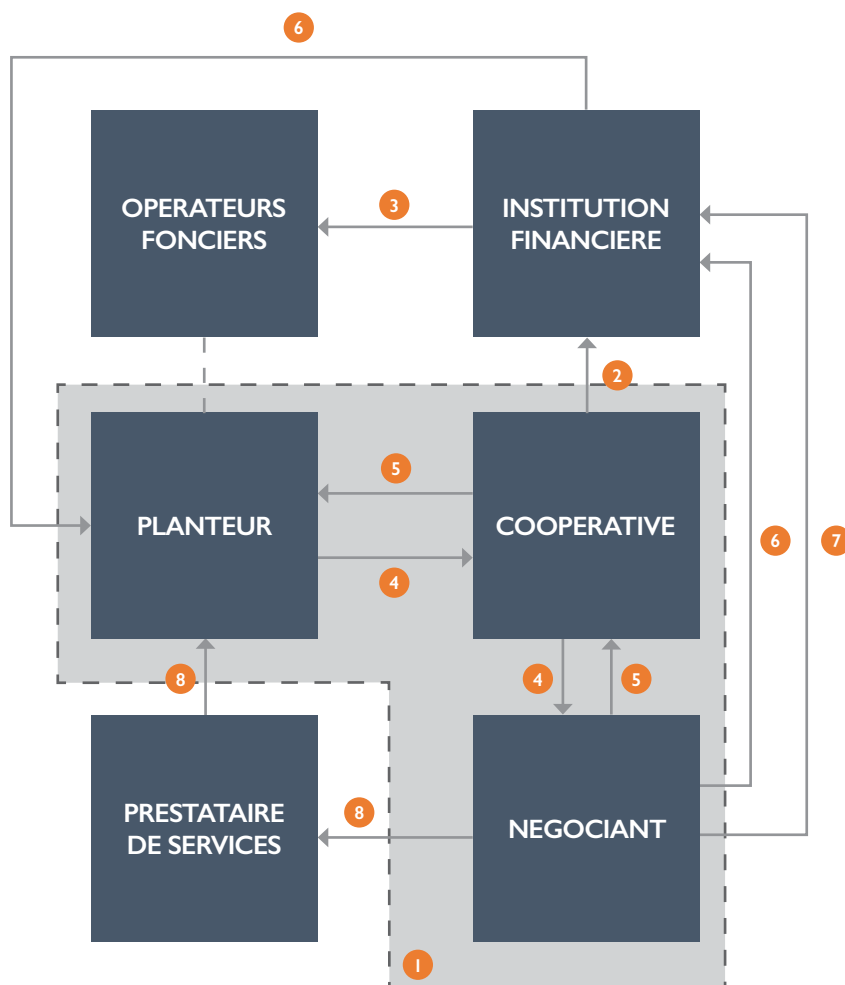 6
OPERATEURS
FONCIERS
3
INSTITUTION
FINANCIERE
2
PLANTEUR
5
4
COOPERATIVE
6
7
8
4
5
PRESTATAIRE
DE SERVICES
8
NEGOCIANT
1